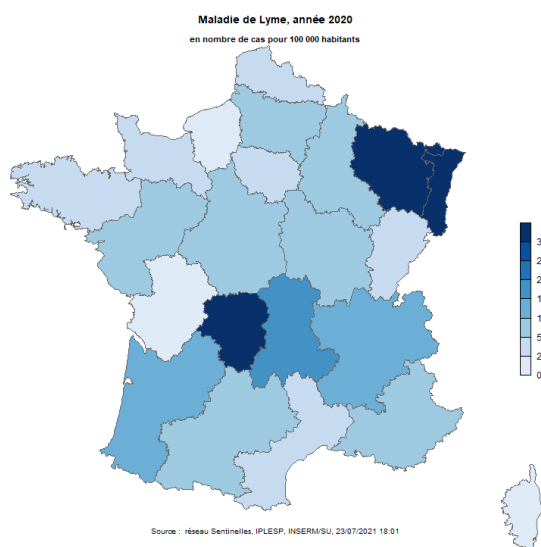 Maladie de Lyme, année 2020
en nombre de cas pour 100 000 habitants
3
2
2
1
1
5
2
0
Source : réseau Sentinelles, IPLESP, INSERM/SU, 23/07/2021 18:01